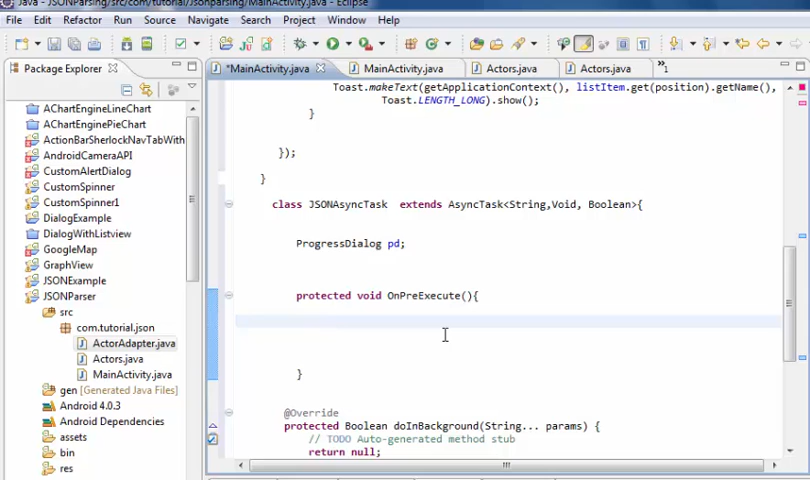 Java - JSONParsing/src/com/tutorial/Jsonparsing/MainActivity.java - Eclipse
File Edit Refactor Run Source Navigate Search Project Window Help
Package Explorer
*MainActivity.java MainActivity.java Actors.java Actors.java »1
AChartEngineLineChart
AChartEnginePieChart
ActionBarSherlockNavTabWith
AndroidCameraAPI
CustomAlertDialog
CustomSpinner
CustomSpinner1
DialogExample
DialogWithListview
GoogleMap
GraphView
JSONExample
JSONParser
src
com.tutorial.json
ActorAdapter.java
Actors.java
MainActivity.java
gen [Generated Java Files]
Android 4.0.3
Android Dependencies
assets
bin
res
Toast.makeText(getApplicationContext(), listItem.get(position).getName(),
Toast.LENGTH_LONG).show();
}
});
}
class JSONAsyncTask extends AsyncTask<String,Void, Boolean>{
ProgressDialog pd;
protected void OnPreExecute(){
}
@Override
protected Boolean doInBackground(String... params) {
// TODO Auto-generated method stub
return null;